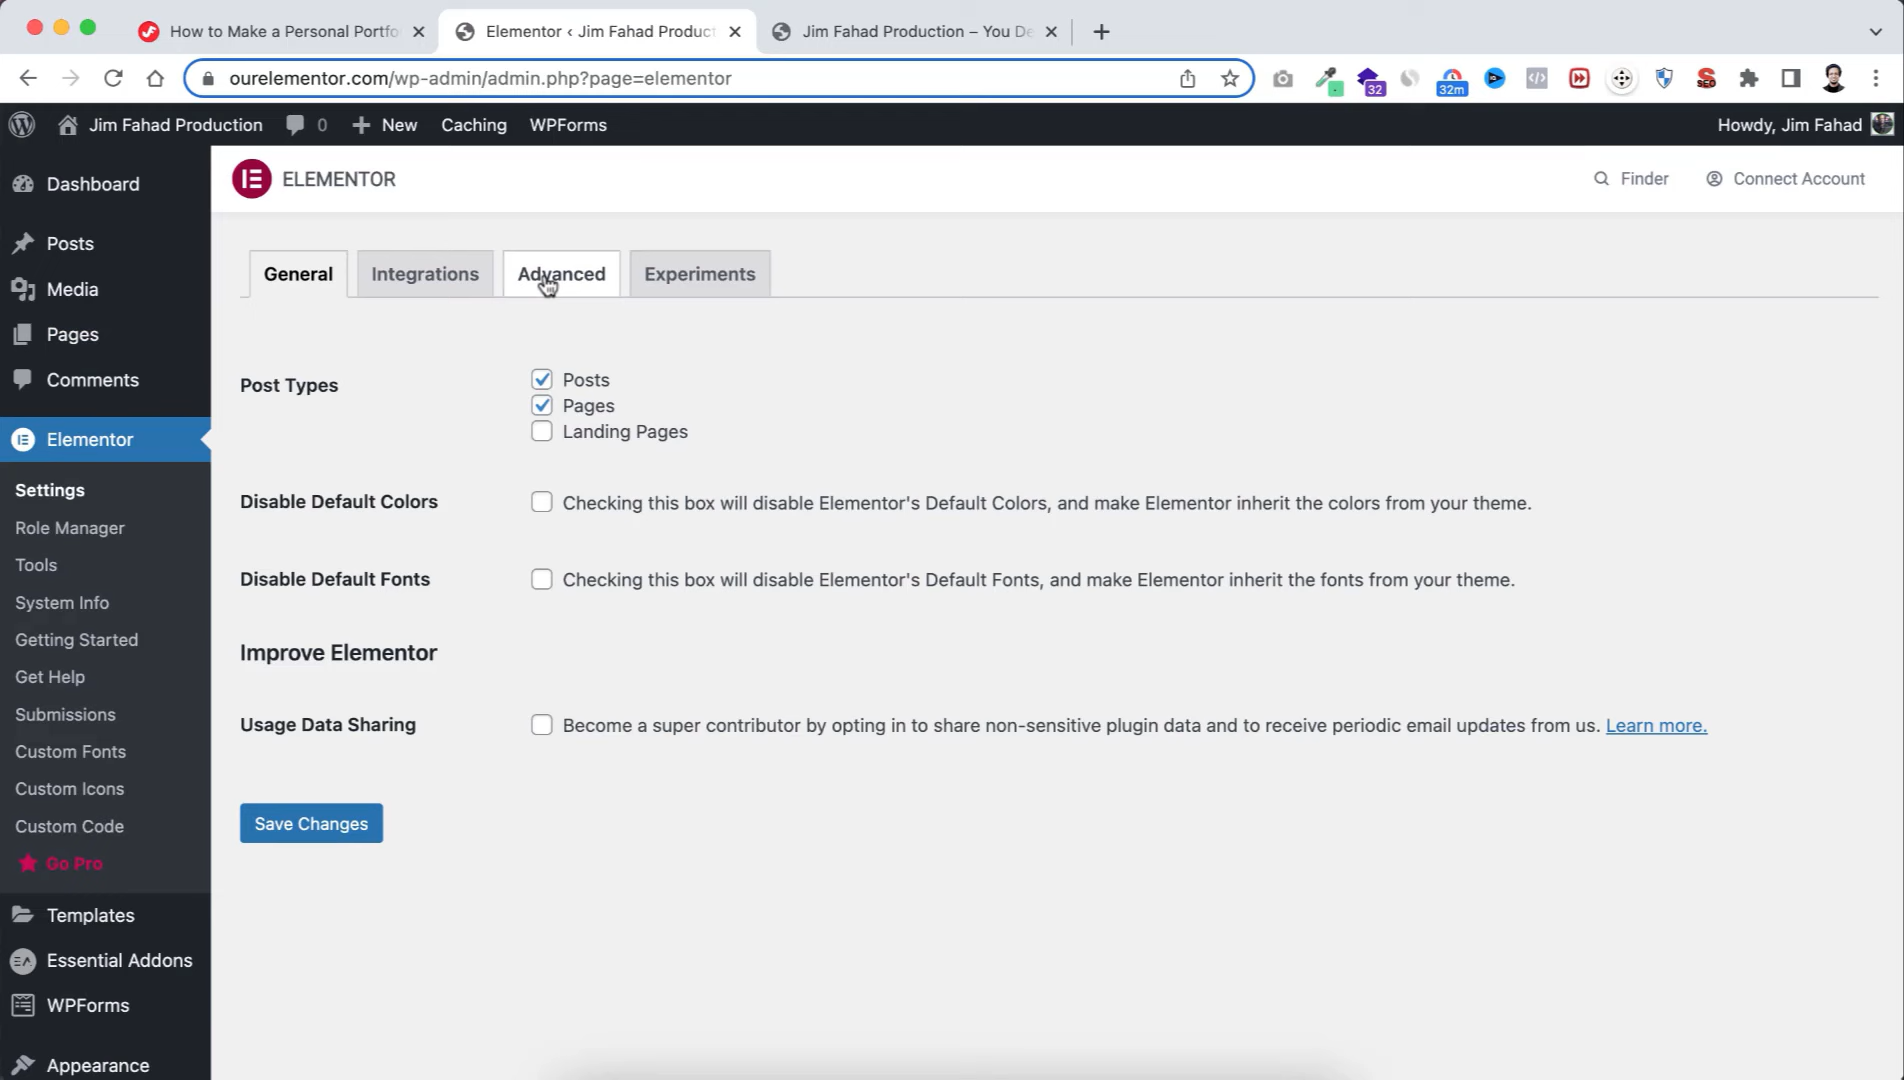 How to Make a Personal Portfo
Elementor ‹ Jim Fahad Product
Jim Fahad Production – You De
ourelementor.com/wp-admin/admin.php?page=elementor
32
32m
SEO
Jim Fahad Production
0
New
Caching
WPForms
Howdy, Jim Fahad
Dashboard
Posts
Media
Pages
Comments
Elementor
Settings
Role Manager
Tools
System Info
Getting Started
Get Help
Submissions
Custom Fonts
Custom Icons
Custom Code
Go Pro
Templates
EA Essential Addons
WPForms
Appearance
ELEMENTOR
Finder
Connect Account
General
Integrations
Advanced
Experiments
Post Types
Posts
Pages
Landing Pages
Disable Default Colors
Checking this box will disable Elementor's Default Colors, and make Elementor inherit the colors from your theme.
Disable Default Fonts
Checking this box will disable Elementor's Default Fonts, and make Elementor inherit the fonts from your theme.
Improve Elementor
Usage Data Sharing
Become a super contributor by opting in to share non-sensitive plugin data and to receive periodic email updates from us. Learn more.
Save Changes